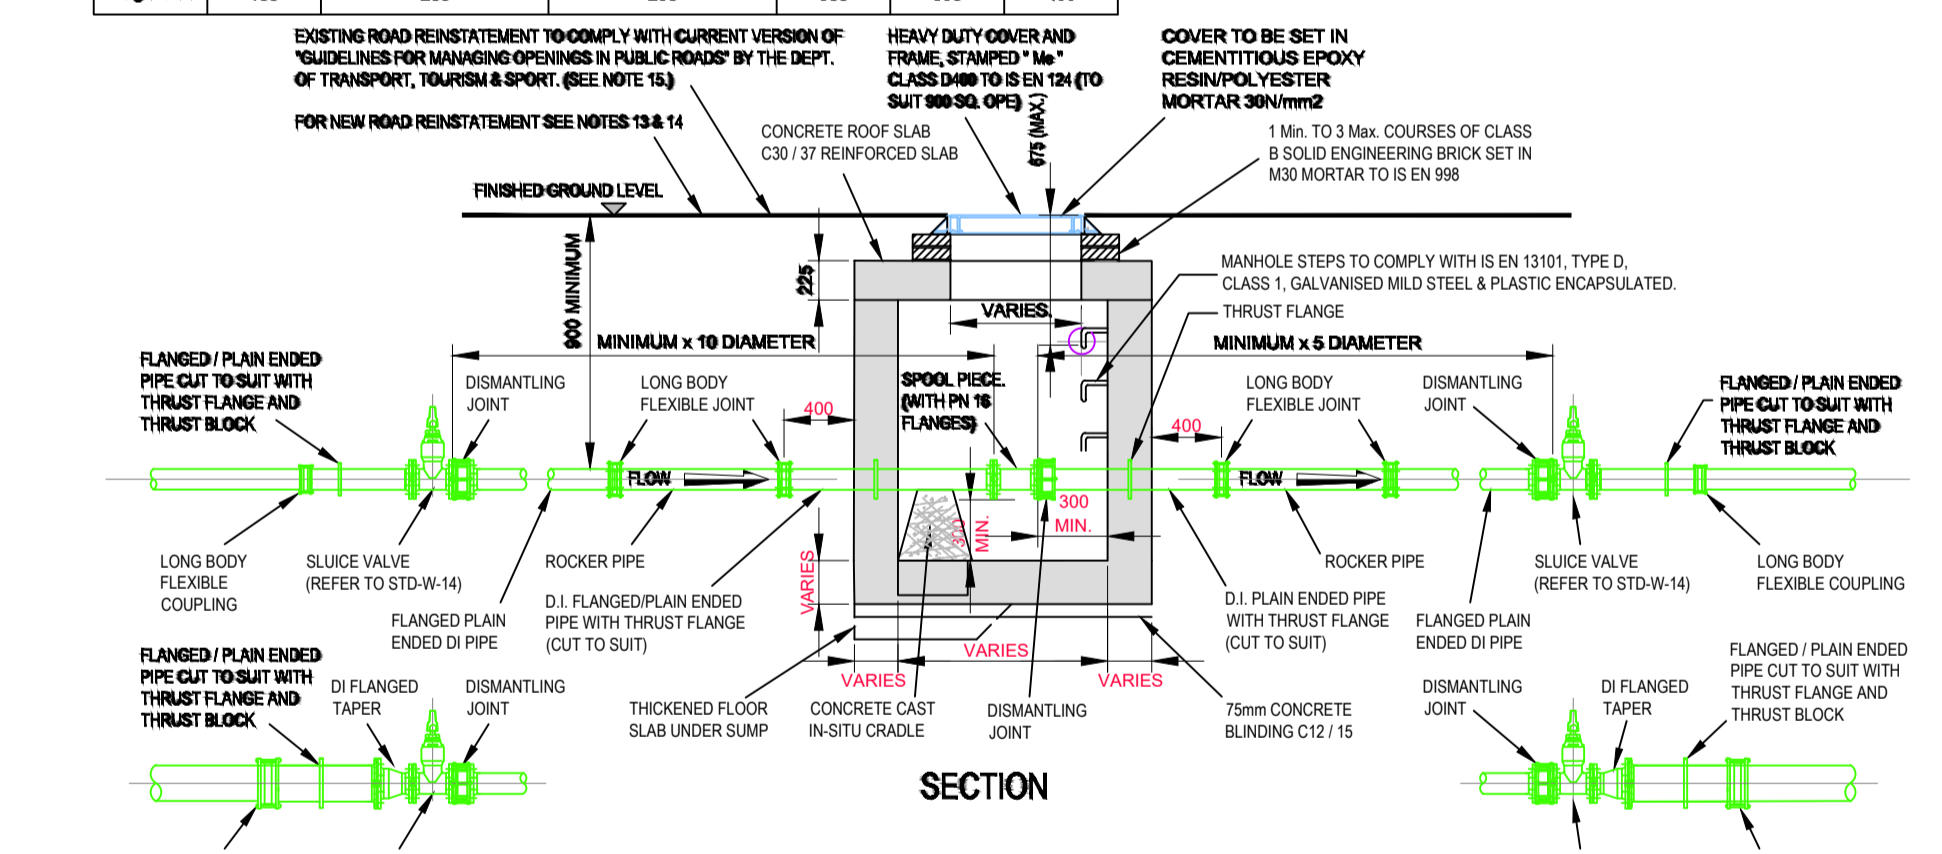 EXISTING ROAD REINSTATEMENT TO COMPLY WITH CURRENT VERSION OF
"GUIDELINES FOR MANAGING OPENINGS IN PUBLIC ROADS" BY THE DEPT.
OF TRANSPORT, TOURISM & SPORT. (SEE NOTE 15.)
FOR NEW ROAD REINSTATEMENT SEE NOTES 13 & 14
HEAVY DUTY COVER AND
FRAME, STAMPED " Me "
CLASS D400 TO IS EN 124 (TO
SUIT 900 SQ. OPE)
COVER TO BE SET IN
CEMENTITIOUS EPOXY
RESIN/POLYESTER
MORTAR 30N/mm2
675 (MAX.)
CONCRETE ROOF SLAB
C30 / 37 REINFORCED SLAB
1 Min. TO 3 Max. COURSES OF CLASS
B SOLID ENGINEERING BRICK SET IN
M30 MORTAR TO IS EN 998
FINISHED GROUND LEVEL
900 MINIMUM
225
MANHOLE STEPS TO COMPLY WITH IS EN 13101, TYPE D,
CLASS 1, GALVANISED MILD STEEL & PLASTIC ENCAPSULATED.
THRUST FLANGE
VARIES.
MINIMUM x 10 DIAMETER
MINIMUM x 5 DIAMETER
FLANGED / PLAIN ENDED
PIPE CUT TO SUIT WITH
THRUST FLANGE AND
THRUST BLOCK
DISMANTLING
JOINT
LONG BODY
FLEXIBLE JOINT
400
SPOOL PIECE.
(WITH PN 16
FLANGES)
400
LONG BODY
FLEXIBLE JOINT
DISMANTLING
JOINT
FLANGED / PLAIN ENDED
PIPE CUT TO SUIT WITH
THRUST FLANGE AND
THRUST BLOCK
FLOW
FLOW
300
MIN.
300
MIN.
LONG BODY
FLEXIBLE
COUPLING
SLUICE VALVE
(REFER TO STD-W-14)
ROCKER PIPE
VARIES
ROCKER PIPE
SLUICE VALVE
(REFER TO STD-W-14)
LONG BODY
FLEXIBLE COUPLING
FLANGED PLAIN
ENDED DI PIPE
D.I. FLANGED/PLAIN ENDED
PIPE WITH THRUST FLANGE
(CUT TO SUIT)
D.I. PLAIN ENDED PIPE
WITH THRUST FLANGE
(CUT TO SUIT)
FLANGED PLAIN
ENDED DI PIPE
VARIES
VARIES
VARIES
FLANGED / PLAIN ENDED
PIPE CUT TO SUIT WITH
THRUST FLANGE AND
THRUST BLOCK
DI FLANGED
TAPER
DISMANTLING
JOINT
THICKENED FLOOR
SLAB UNDER SUMP
CONCRETE CAST
IN-SITU CRADLE
DISMANTLING
JOINT
75mm CONCRETE
BLINDING C12 / 15
DISMANTLING
JOINT
DI FLANGED
TAPER
FLANGED / PLAIN ENDED
PIPE CUT TO SUIT WITH
THRUST FLANGE AND
THRUST BLOCK
SECTION